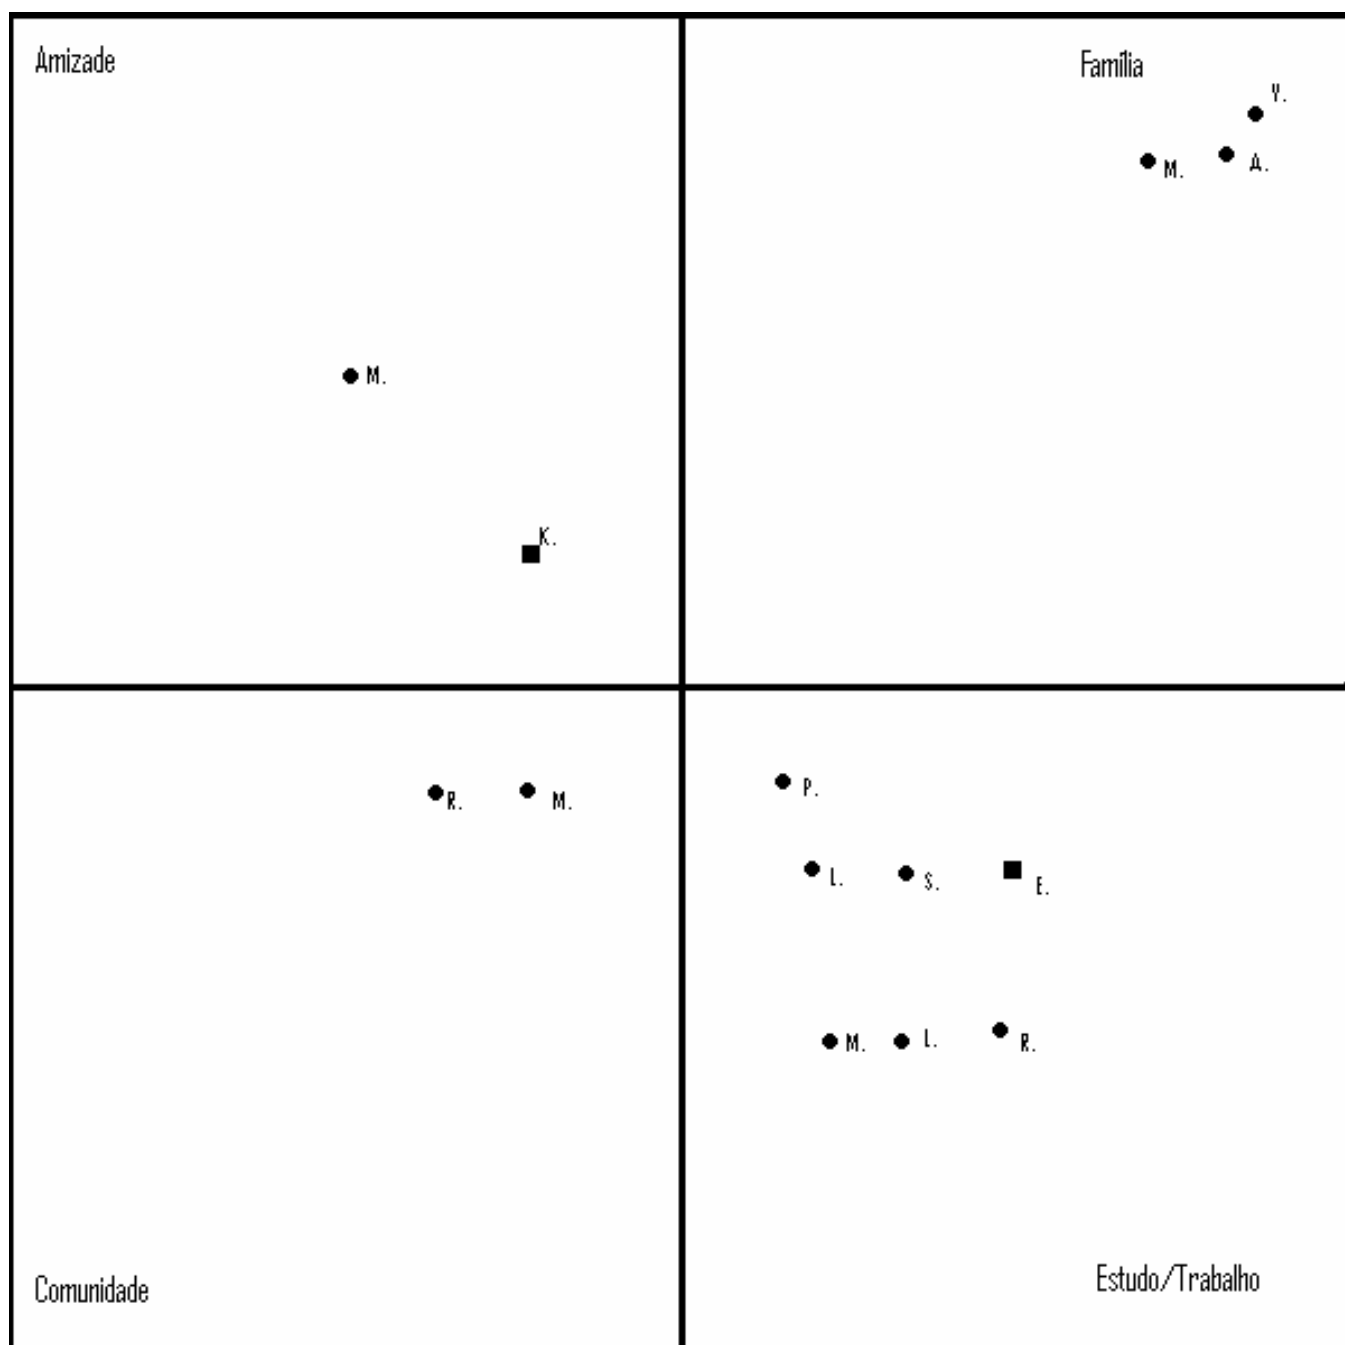 Amizade
Família
Y.
M.
A.
M.
K.
R.
M.
P.
L.
S.
E.
M.
L.
R.
Comunidade
Estudo/Trabalho